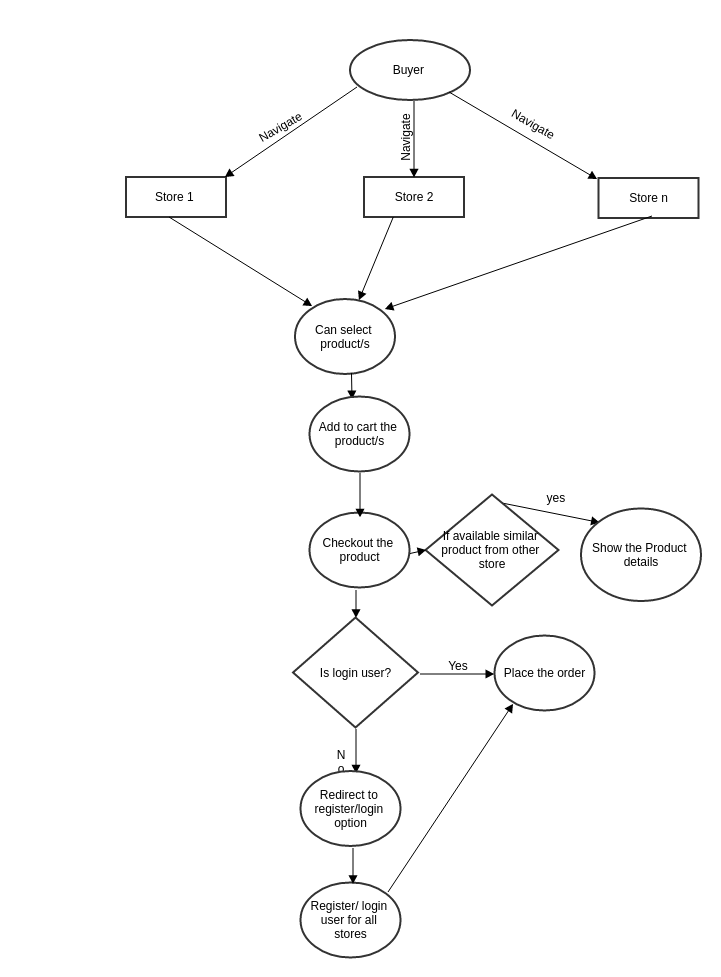 Buyer
Navigate
Navigate
Navigate
Store 1
Store 2
Store n
Can select
product/s
Add to cart the
product/s
Checkout the
product
If available similar
product from other
store
yes
Show the Product
details
Is login user?
Yes
Place the order
N
o
Redirect to
register/login
option
Register/ login
user for all
stores